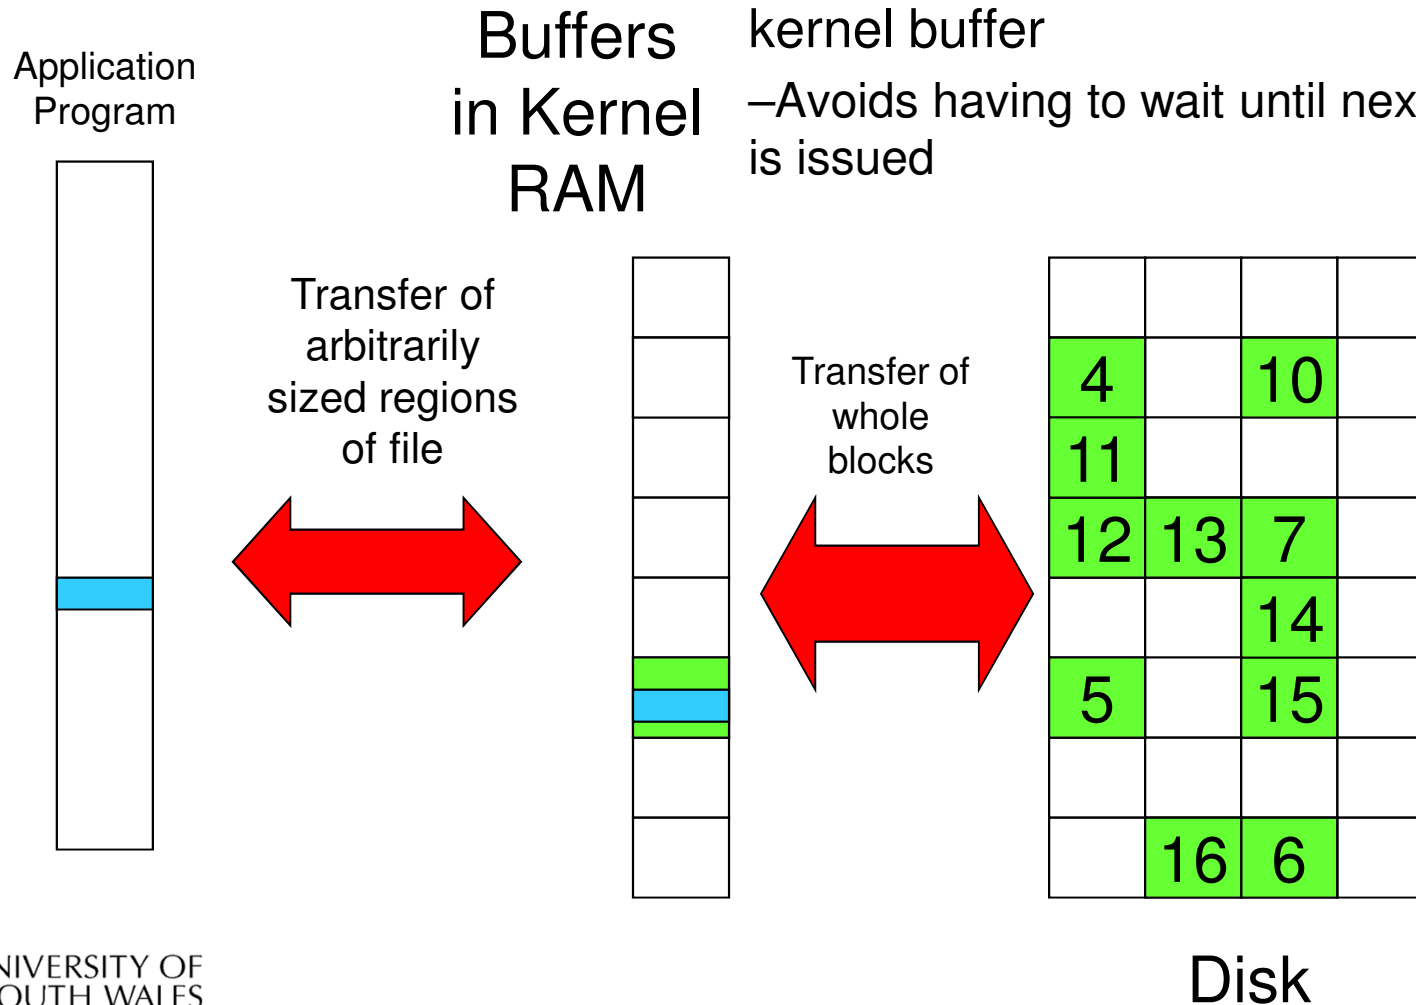 Application
Program
Buffers
in Kernel
RAM
kernel buffer
–Avoids having to wait until nex
is issued
Transfer of
arbitrarily
sized regions
of file
Transfer of
whole
blocks
4 10
11
12 13 7
14
5 15
16 6
Disk
NIVERSITY OF
OUTH WALES